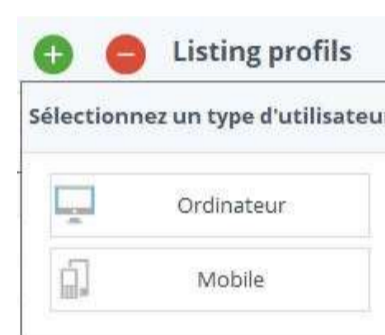 Listing profils
Sélectionnez un type d'utilisateur
Ordinateur
Mobile